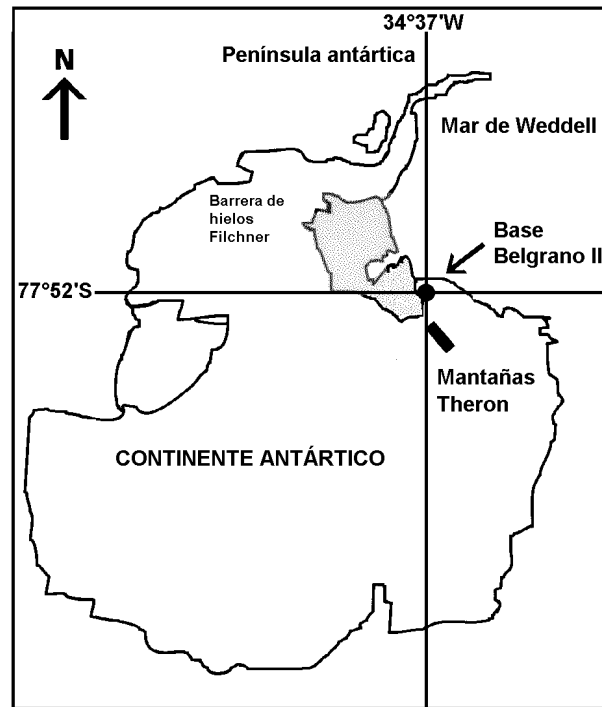 34°37'W
Península antártica
N
Mar de Weddell
Barrera de
hielos
Filchner
Base
Belgrano II
77°52'S
Mantañas
Theron
CONTINENTE ANTÁRTICO